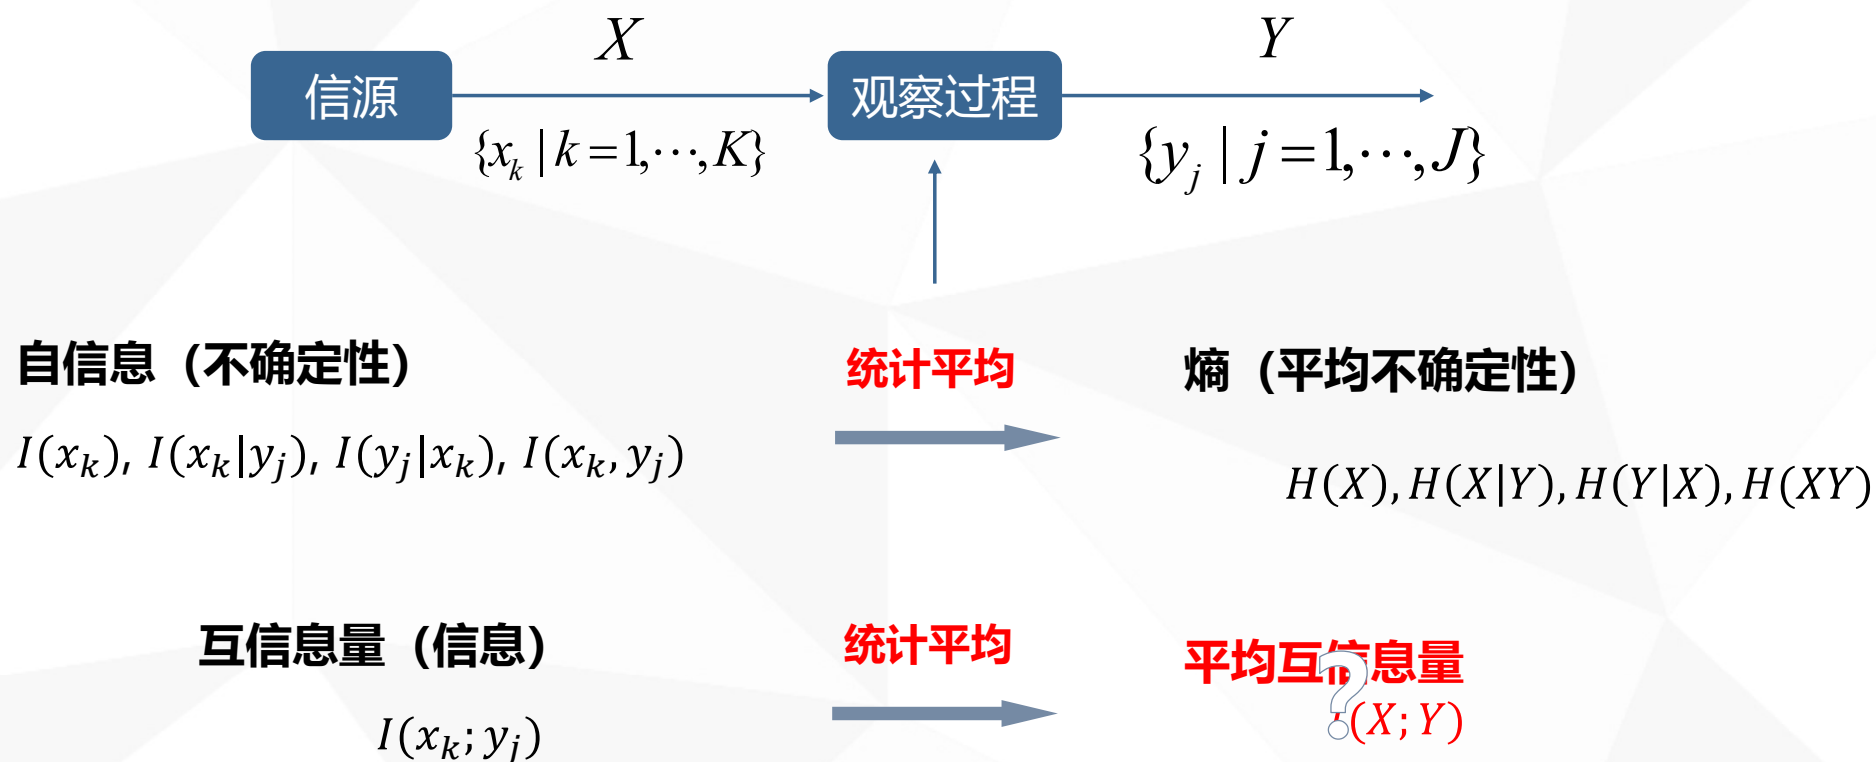 X
Y
信源
观察过程
{x_k | k=1,⋯,K}
{y_j | j=1,⋯,J}
自信息（不确定性）
统计平均
熵（平均不确定性）
I(x_k), I(x_k|y_j), I(y_j|x_k), I(x_k, y_j)
H(X), H(X|Y), H(Y|X), H(XY)
互信息量（信息）
统计平均
平均互信息量
?
I(x_k; y_j)
(X; Y)